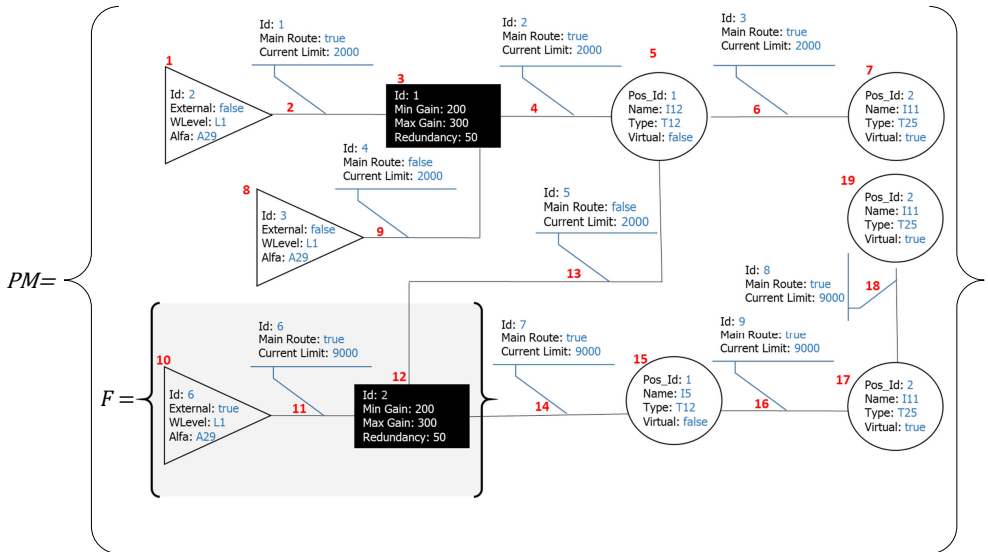 PM=
F =
1
Id: 2
External: false
WLevel: L1
Alfa: A29
Id: 1
Main Route: true
Current Limit: 2000
2
3
Id: 1
Min Gain: 200
Max Gain: 300
Redundancy: 50
Id: 2
Main Route: true
Current Limit: 2000
4
5
Pos_Id: 1
Name: I12
Type: T12
Virtual: false
Id: 3
Main Route: true
Current Limit: 2000
6
7
Pos_Id: 2
Name: I11
Type: T25
Virtual: true
8
Id: 3
External: false
WLevel: L1
Alfa: A29
Id: 4
Main Route: false
Current Limit: 2000
9
Id: 5
Main Route: false
Current Limit: 2000
13
19
Pos_Id: 2
Name: I11
Type: T25
Virtual: true
Id: 8
Main Route: true
Current Limit: 9000
18
10
Id: 6
External: true
WLevel: L1
Alfa: A29
Id: 6
Main Route: true
Current Limit: 9000
11
12
Id: 2
Min Gain: 200
Max Gain: 300
Redundancy: 50
Id: 7
Main Route: true
Current Limit: 9000
14
15
Pos_Id: 1
Name: I5
Type: T12
Virtual: false
Id: 9
Main Route: true
Current Limit: 9000
16
17
Pos_Id: 2
Name: I11
Type: T25
Virtual: true